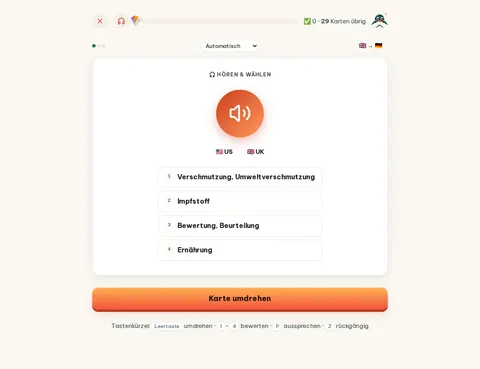 ✅ 0 · 29 Karten übrig
Automatisch
🇬🇧 → 🇩🇪
🎧 HÖREN & WÄHLEN
🇺🇸 US 🇬🇧 UK
1 Verschmutzung, Umweltverschmutzung
2 Impfstoff
3 Bewertung, Beurteilung
4 Ernährung
Karte umdrehen
Tastenkürzel: Leertaste umdrehen · 1 – 4 bewerten · P aussprechen · Z rückgängig